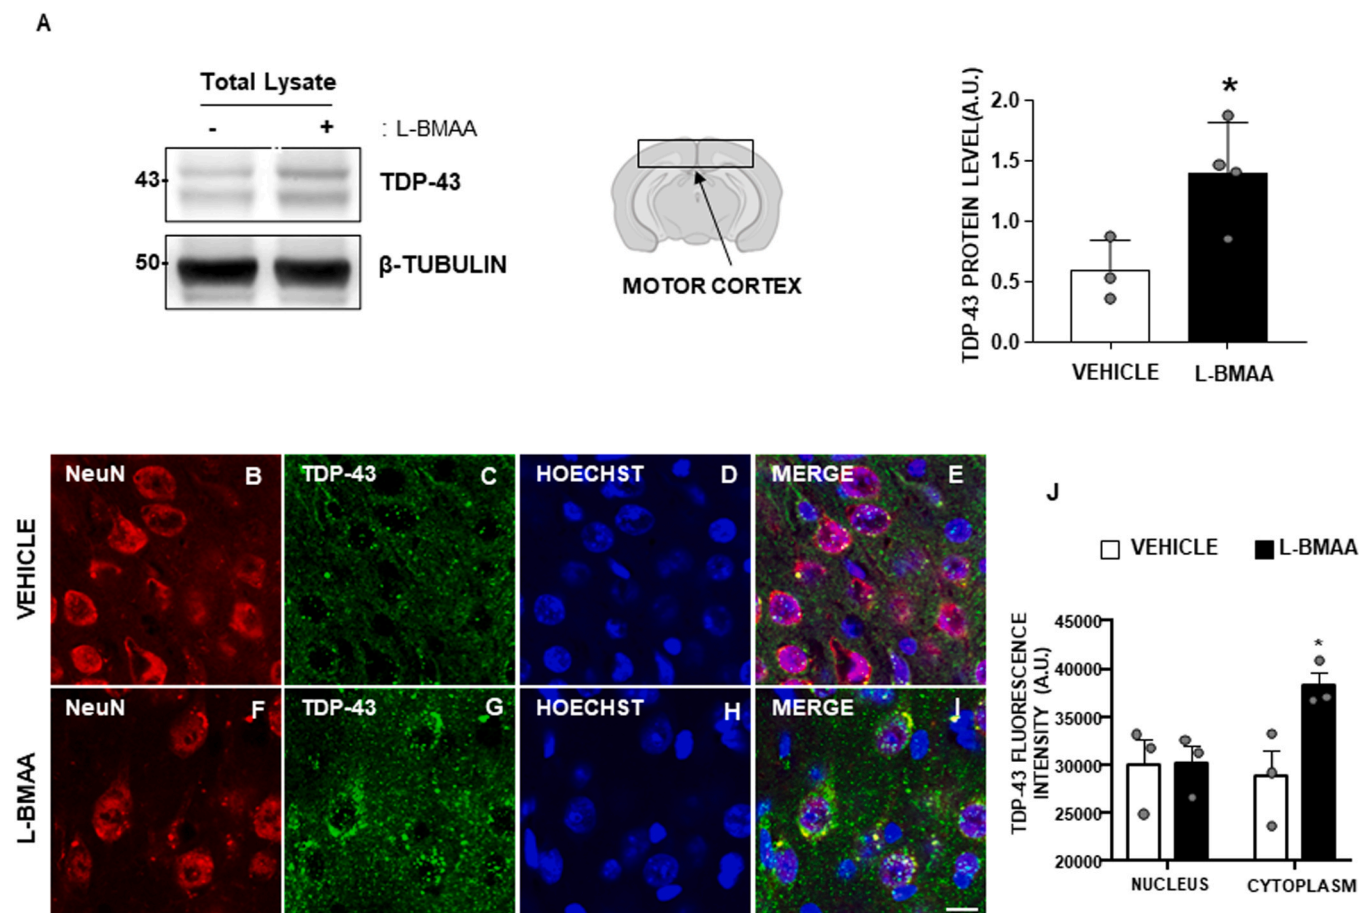 A
Total Lysate
- + : L-BMAA
43- TDP-43
50- β-TUBULIN
MOTOR CORTEX
TDP-43 PROTEIN LEVEL(A.U.)
2.0
1.5
1.0
0.5
0.0
*
VEHICLE L-BMAA
VEHICLE
NeuN B TDP-43 C HOECHST D MERGE E
L-BMAA
NeuN F TDP-43 G HOECHST H MERGE I
J
VEHICLE L-BMAA
TDP-43 FLUORESCENCE
INTENSITY (A.U.)
45000
40000
35000
30000
25000
20000
*
NUCLEUS CYTOPLASM